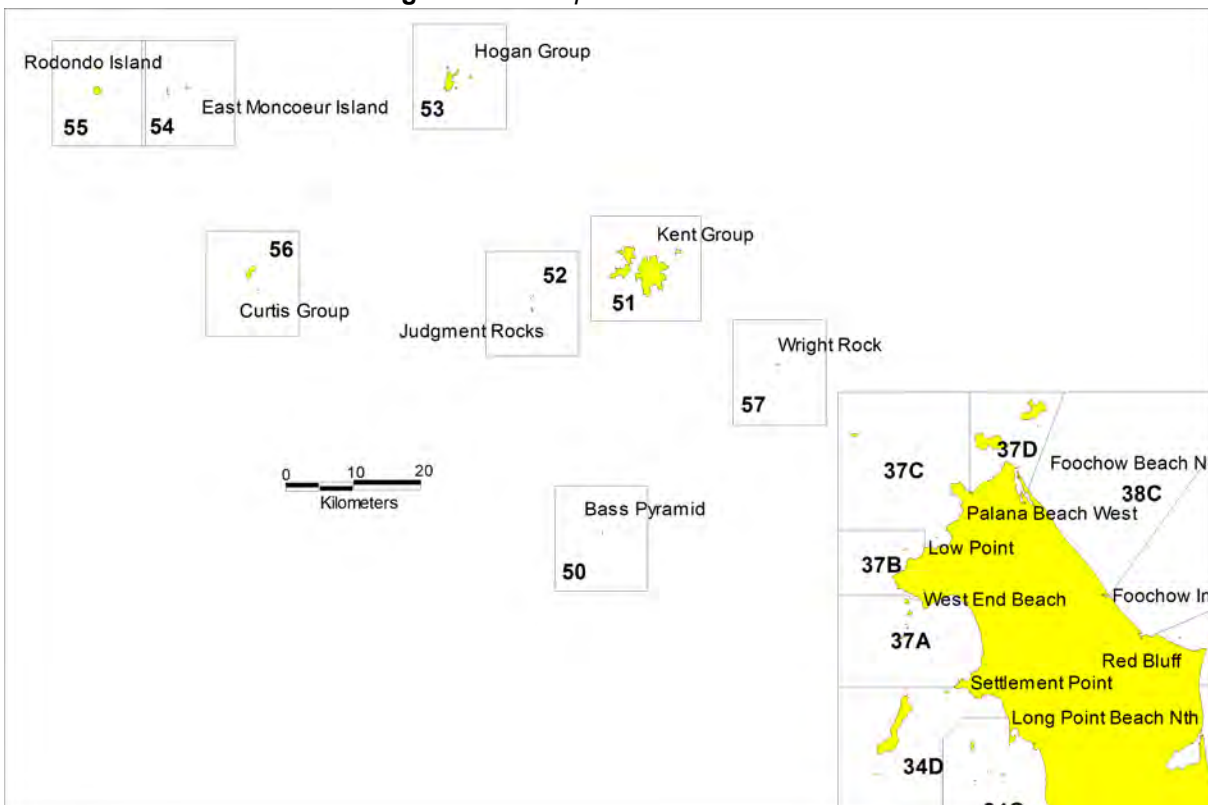 Hogan Group
Rodondo Island
East Moncoeur Island
53
55
54
Kent Group
56
52
51
Curtis Group
Judgment Rocks
Wright Rock
57
37D
Foochow Beach N
37C
0 10 20
38C
Kilometers
Bass Pyramid
Palana Beach West
Low Point
37B
50
West End Beach
Foochow In
37A
Red Bluff
Settlement Point
Long Point Beach Nth
34D